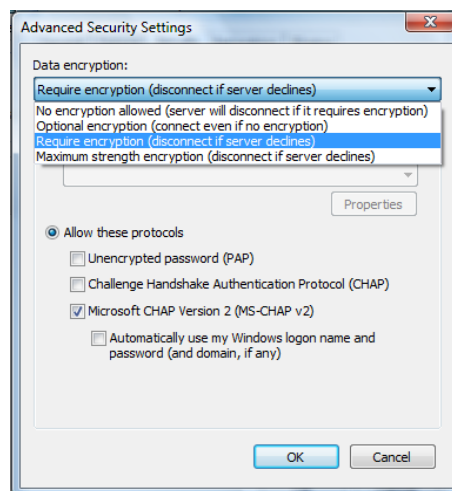 Advanced Security Settings
Data encryption:
Require encryption (disconnect if server declines)
No encryption allowed (server will disconnect if it requires encryption)
Optional encryption (connect even if no encryption)
Require encryption (disconnect if server declines)
Maximum strength encryption (disconnect if server declines)
Properties
Allow these protocols
Unencrypted password (PAP)
Challenge Handshake Authentication Protocol (CHAP)
Microsoft CHAP Version 2 (MS-CHAP v2)
Automatically use my Windows logon name and
password (and domain, if any)
OK Cancel